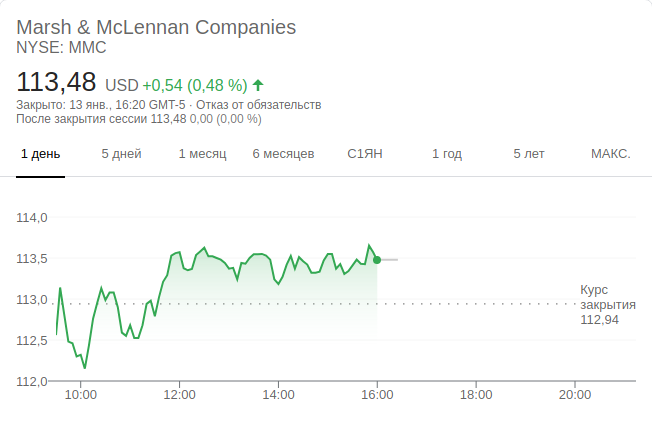 Marsh & McLennan Companies
NYSE: MMC
113,48 USD +0,54 (0,48 %)
Закрыто: 13 янв., 16:20 GMT-5 · Отказ от обязательств
После закрытия сессии 113,48 0,00 (0,00 %)
1 день 5 дней 1 месяц 6 месяцев С1ЯН 1 год 5 лет МАКС.
114,0
113,5
113,0
112,5
112,0
Курс
закрытия
112,94
10:00 12:00 14:00 16:00 18:00 20:00